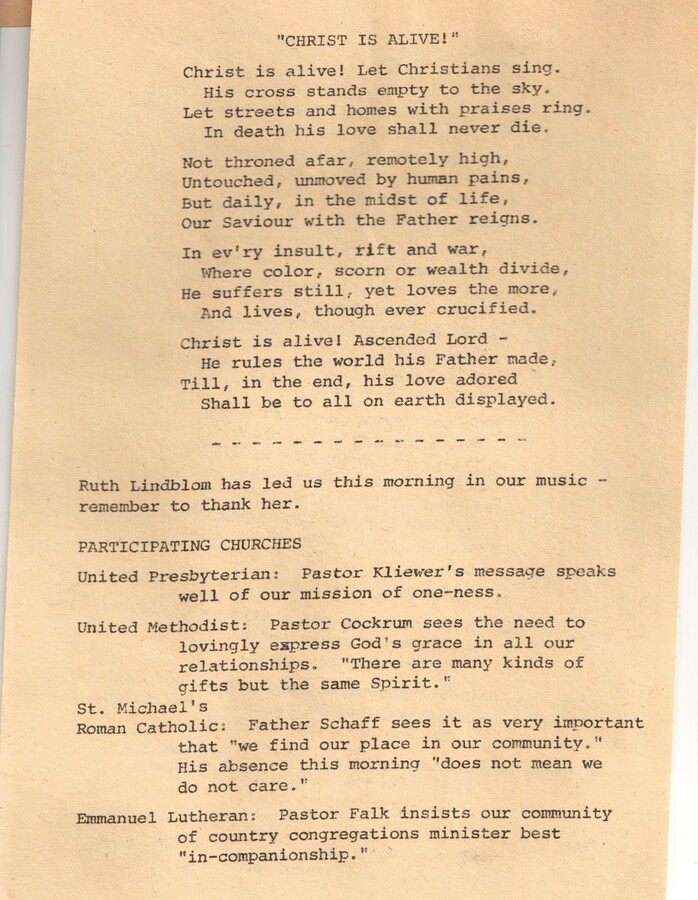 "CHRIST IS ALIVE!"
Christ is alive! Let Christians sing.
His cross stands empty to the sky.
Let streets and homes with praises ring.
In death his love shall never die.
Not throned afar, remotely high,
Untouched, unmoved by human pains,
But daily, in the midst of life,
Our Saviour with the Father reigns.
In ev'ry insult, rift and war,
Where color, scorn or wealth divide,
He suffers still, yet loves the more,
And lives, though ever crucified.
Christ is alive! Ascended Lord -
He rules the world his Father made,
Till, in the end, his love adored
Shall be to all on earth displayed.
- - - - - - - - - - - - - - - -
Ruth Lindblom has led us this morning in our music -
remember to thank her.
PARTICIPATING CHURCHES
United Presbyterian: Pastor Kliewer's message speaks
well of our mission of one-ness.
United Methodist: Pastor Cockrum sees the need to
lovingly express God's grace in all our
relationships. "There are many kinds of
gifts but the same Spirit."
St. Michael's
Roman Catholic: Father Schaff sees it as very important
that "we find our place in our community."
His absence this morning "does not mean we
do not care."
Emmanuel Lutheran: Pastor Falk insists our community
of country congregations minister best
"in-companionship."